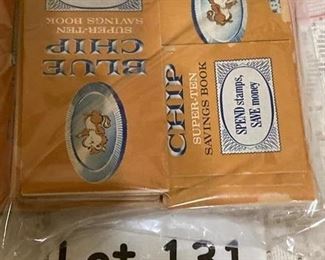 BLUE
CHIP
SUPER-TEN
SAVINGS BOOK
CHIP
SUPER-TEN
SAVINGS BOOK
SPEND stamps,
SAVE money
Lot 131